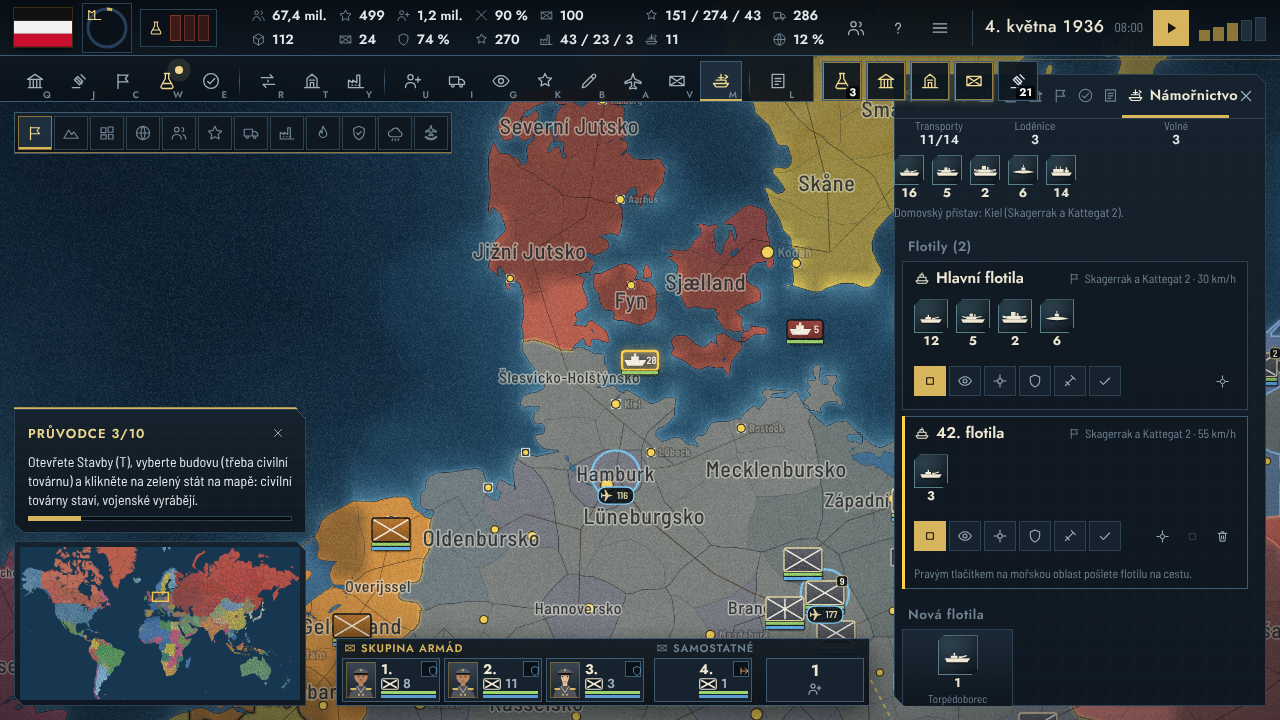 67,4 mil.
499
1,2 mil.
90 %
100
151 / 274 / 43
286
112
24
74 %
270
43 / 23 / 3
11
12 %
?
4. května 1936
08:00
Q
J
C
W
E
R
T
Y
U
I
G
K
B
A
V
M
L
3
21
Námořnictvo
Severní Jutsko
Aarhus
Skåne
Jižní Jutsko
Sjælland
Fyn
5
28
Šlesvicko-Holštýnsko
Kiel
Rostock
Lübeck
Hamburk
116
Mecklenbursko
Lüneburgsko
Oldenbursko
Overijssel
Hannoversko
9
177
2
Transporty
11/14
Loděnice
3
Volné
3
16
5
2
6
14
Domovský přístav: Kiel (Skagerrak a Kattegat 2).
Flotily (2)
Hlavní flotila
Skagerrak a Kattegat 2 · 30 km/h
12
5
2
6
42. flotila
Skagerrak a Kattegat 2 · 55 km/h
3
Pravým tlačítkem na mořskou oblast pošlete flotilu na cestu.
Nová flotila
1
Torpédoborec
PRŮVODCE 3/10
Otevřete Stavby (T), vyberte budovu (třeba civilní
továrnu) a klikněte na zelený stát na mapě: civilní
továrny staví, vojenské vyrábějí.
SKUPINA ARMÁD
SAMOSTATNÉ
1.
8
2.
11
3.
3
4.
1
1